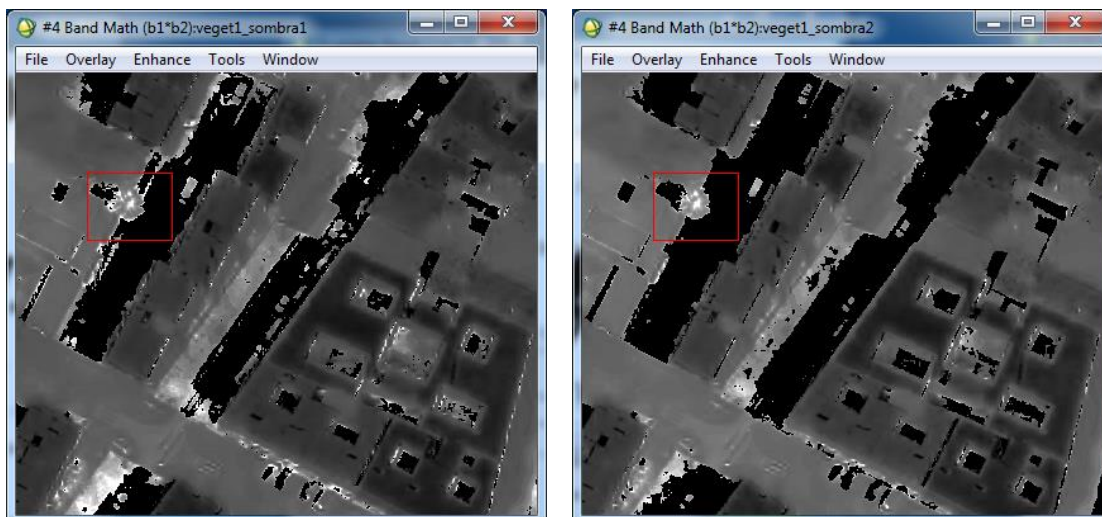 #4 Band Math (b1*b2):veget1_sombra1
File Overlay Enhance Tools Window
#4 Band Math (b1*b2):veget1_sombra2
File Overlay Enhance Tools Window